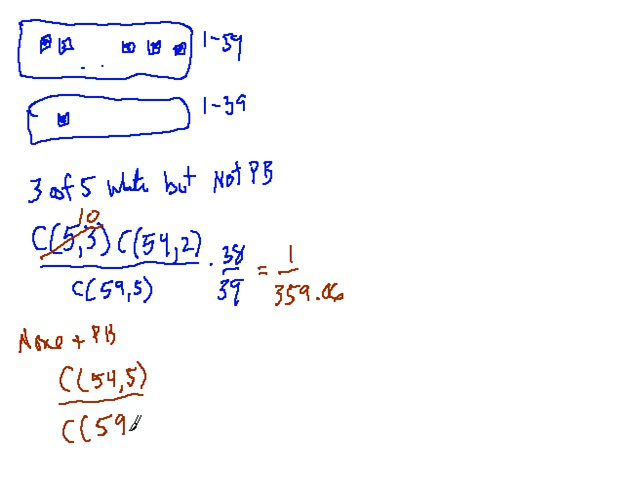 1-59
1-39
3 of 5 white but Not PB
10
C(5,3) C(54,2) / C(59,5) · 38/39 = 1/359.06
None + PB
C(54,5)
C(59